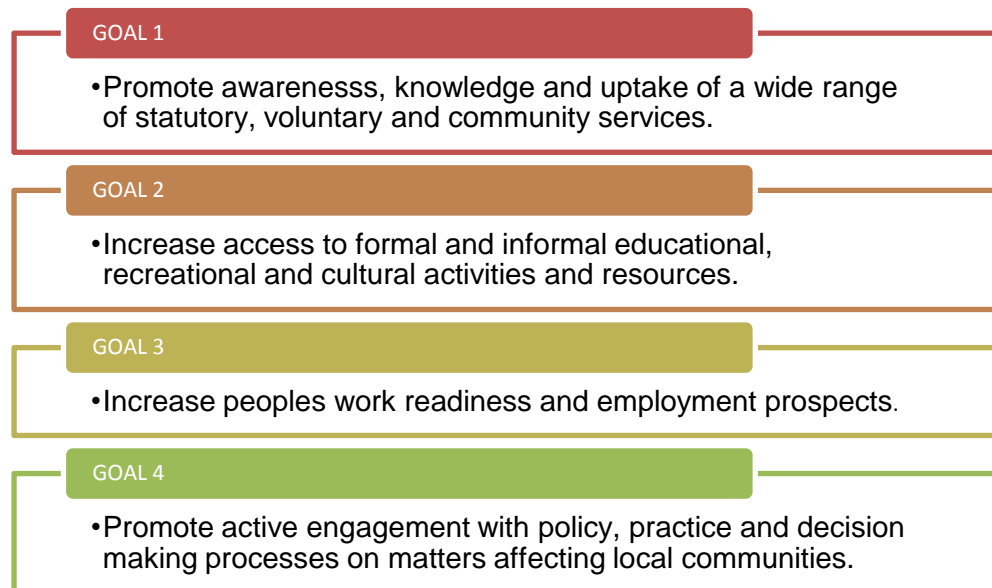 GOAL 1
•Promote awarenesss, knowledge and uptake of a wide range
of statutory, voluntary and community services.
GOAL 2
•Increase access to formal and informal educational,
recreational and cultural activities and resources.
GOAL 3
•Increase peoples work readiness and employment prospects.
GOAL 4
•Promote active engagement with policy, practice and decision
making processes on matters affecting local communities.